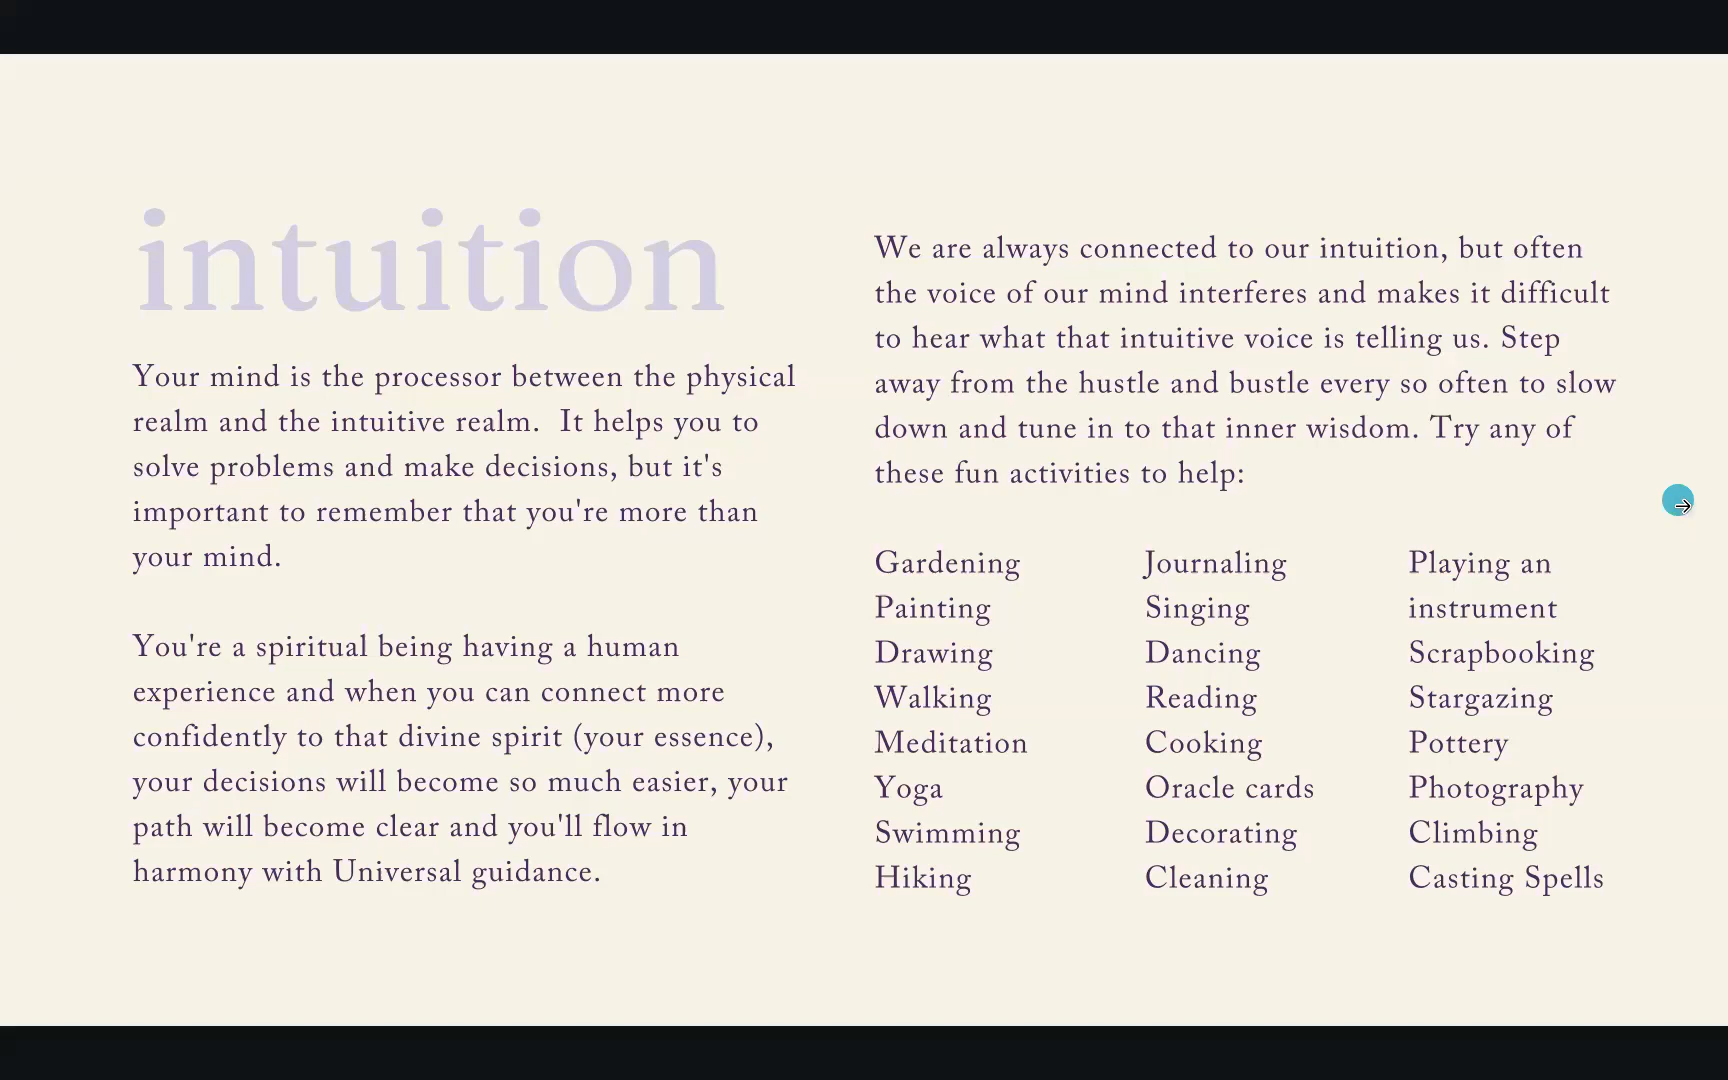 intuition
Your mind is the processor between the physical
realm and the intuitive realm.  It helps you to
solve problems and make decisions, but it's
important to remember that you're more than
your mind.
You're a spiritual being having a human
experience and when you can connect more
confidently to that divine spirit (your essence),
your decisions will become so much easier, your
path will become clear and you'll flow in
harmony with Universal guidance.
We are always connected to our intuition, but often
the voice of our mind interferes and makes it difficult
to hear what that intuitive voice is telling us. Step
away from the hustle and bustle every so often to slow
down and tune in to that inner wisdom. Try any of
these fun activities to help:
Gardening
Painting
Drawing
Walking
Meditation
Yoga
Swimming
Hiking
Journaling
Singing
Dancing
Reading
Cooking
Oracle cards
Decorating
Cleaning
Playing an
instrument
Scrapbooking
Stargazing
Pottery
Photography
Climbing
Casting Spells